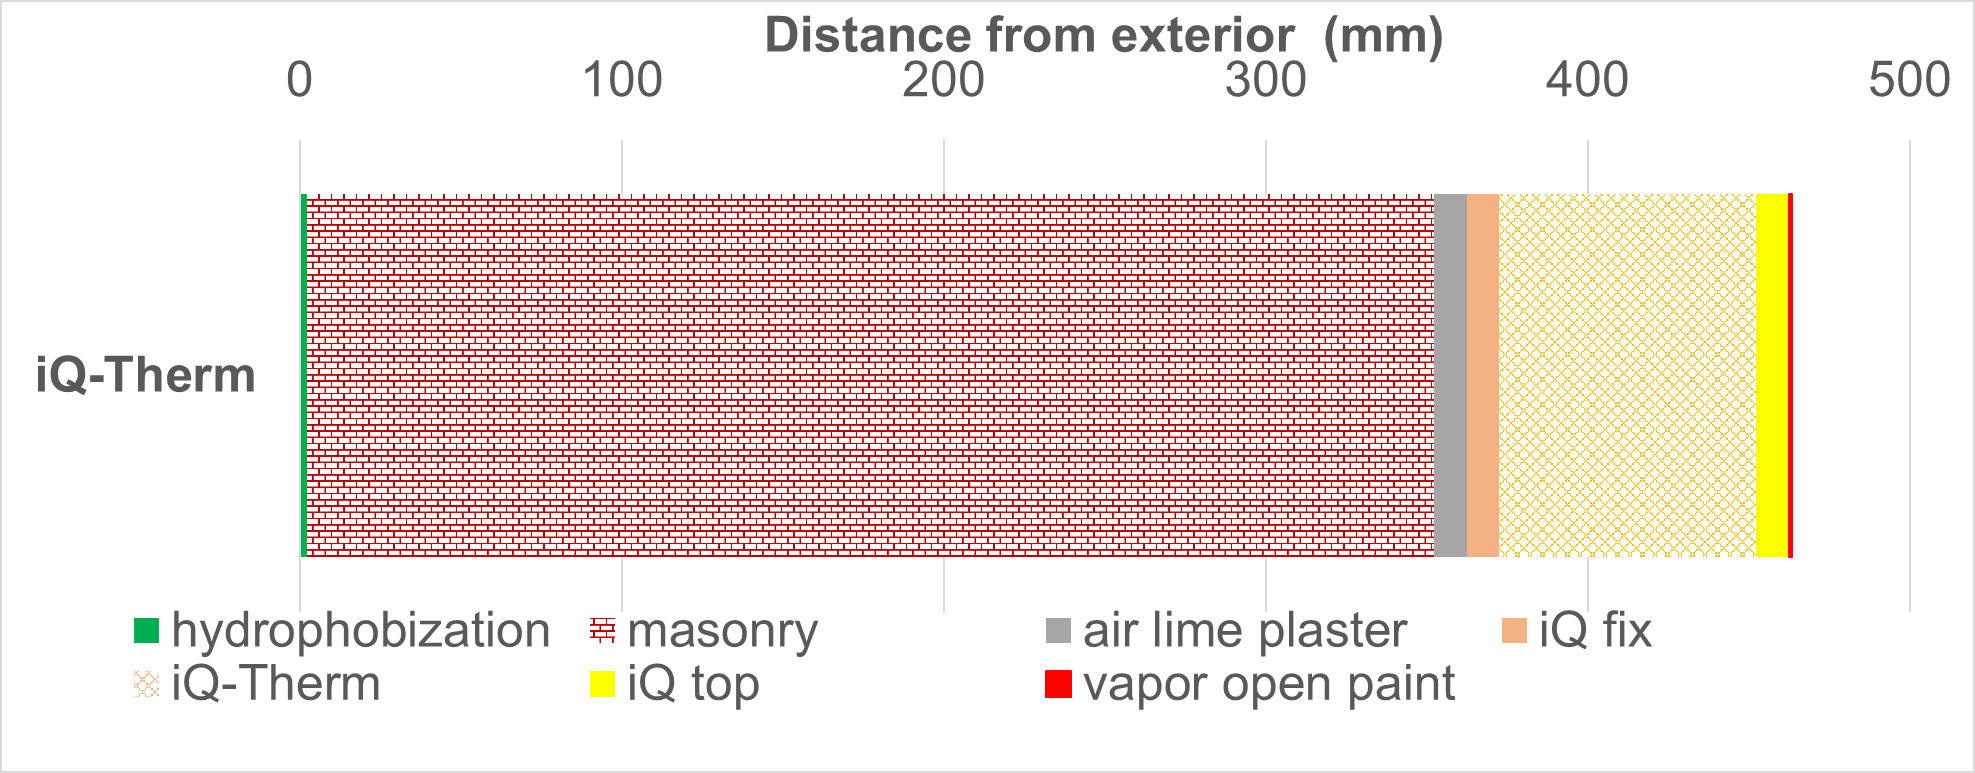 Distance from exterior (mm)
0 100 200 300 400 500
iQ-Therm
hydrophobization masonry air lime plaster iQ fix
iQ-Therm iQ top vapor open paint